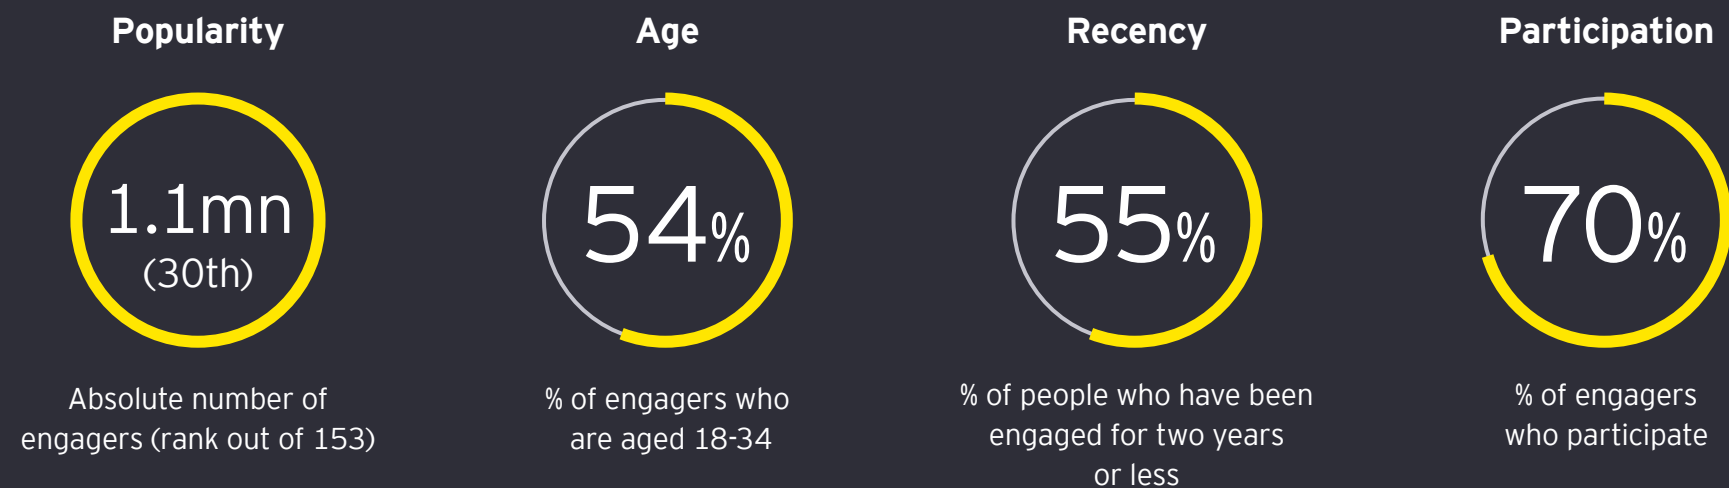 Popularity
1.1mn
(30th)
Absolute number of
engagers (rank out of 153)
Age
54%
% of engagers who
are aged 18-34
Recency
55%
% of people who have been
engaged for two years
or less
Participation
70%
% of engagers
who participate